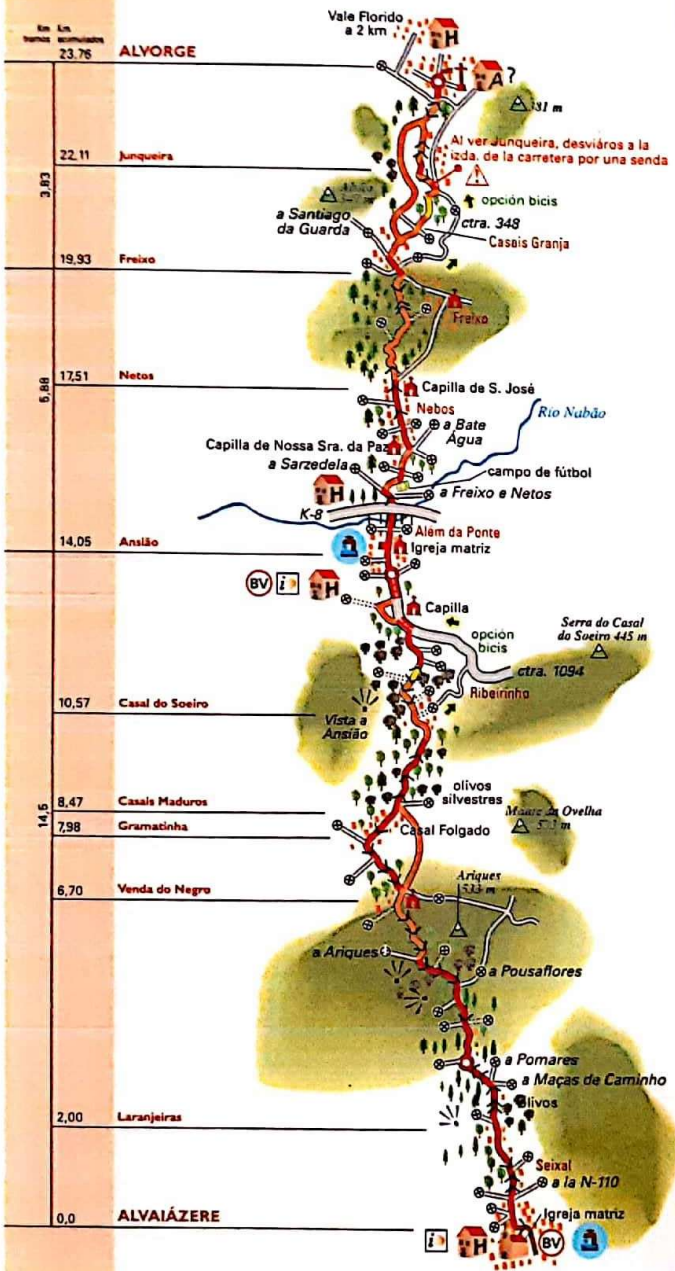 Km tramos
Km acumulados
Vale Florido
a 2 km
H
23.76
ALVORGE
A?
381 m
Al ver Junqueira, desviáros a la
izda. de la carretera por una senda
22,11
Junqueira
3,83
opción bicis
a Santiago
da Guarda
ctra. 348
Casais Granja
19,93
Freixo
Freixo
17,51
Netos
5,88
Capilla de S. José
Nebos
Río Nabão
a Bate
Agua
Capilla de Nossa Sra. da Paz
a Sarzedela
campo de fútbol
H
a Freixo e Netos
K-8
Além da Ponte
14,05
Ansião
Igreja matriz
BV
i
H
Capilla
opción
bicis
Serra do Casal
do Soeiro 445 m
ctra. 1094
Ribeirinho
10,57
Casal do Soeiro
Vista a
Ansião
olivos
silvestres
8,47
Casais Maduros
14,5
7,98
Gramatinha
Casal Folgado
Ovelha
6,70
Venda do Negro
Ariques
533 m
a Ariques
a Pousaflores
a Pomares
a Maças de Caminho
olivos
2,00
Laranjeiras
Seixal
a la N-110
Igreja matriz
0,0
ALVAIÁZERE
i
H
BV